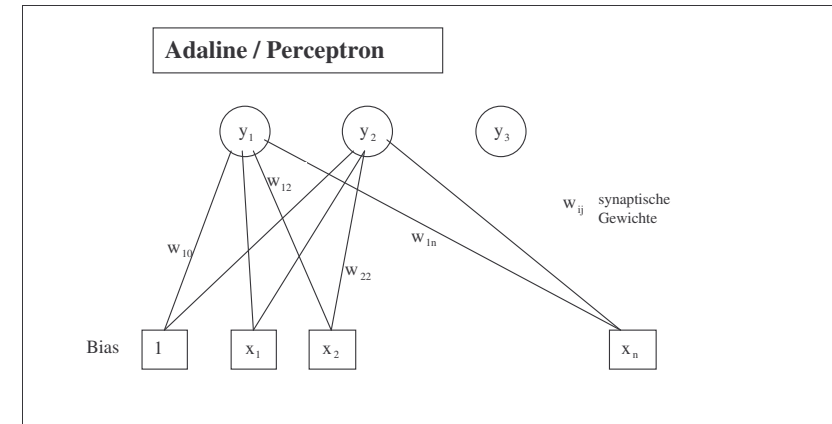 Adaline / Perceptron
y1 y2 y3
w12
wij synaptische
Gewichte
w1n
w10
w22
Bias 1 x1 x2 xn